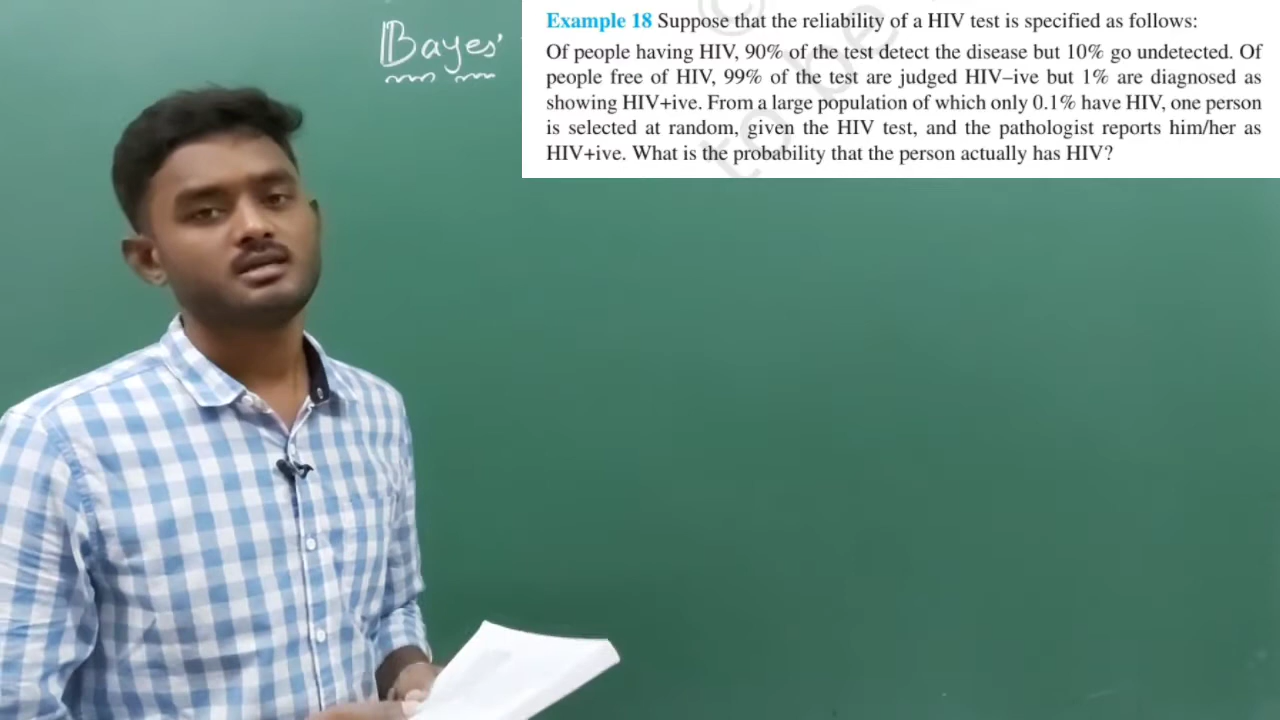 Bayes'
Example 18 Suppose that the reliability of a HIV test is specified as follows:
Of people having HIV, 90% of the test detect the disease but 10% go undetected. Of
people free of HIV, 99% of the test are judged HIV–ive but 1% are diagnosed as
showing HIV+ive. From a large population of which only 0.1% have HIV, one person
is selected at random, given the HIV test, and the pathologist reports him/her as
HIV+ive. What is the probability that the person actually has HIV?
© 
to be